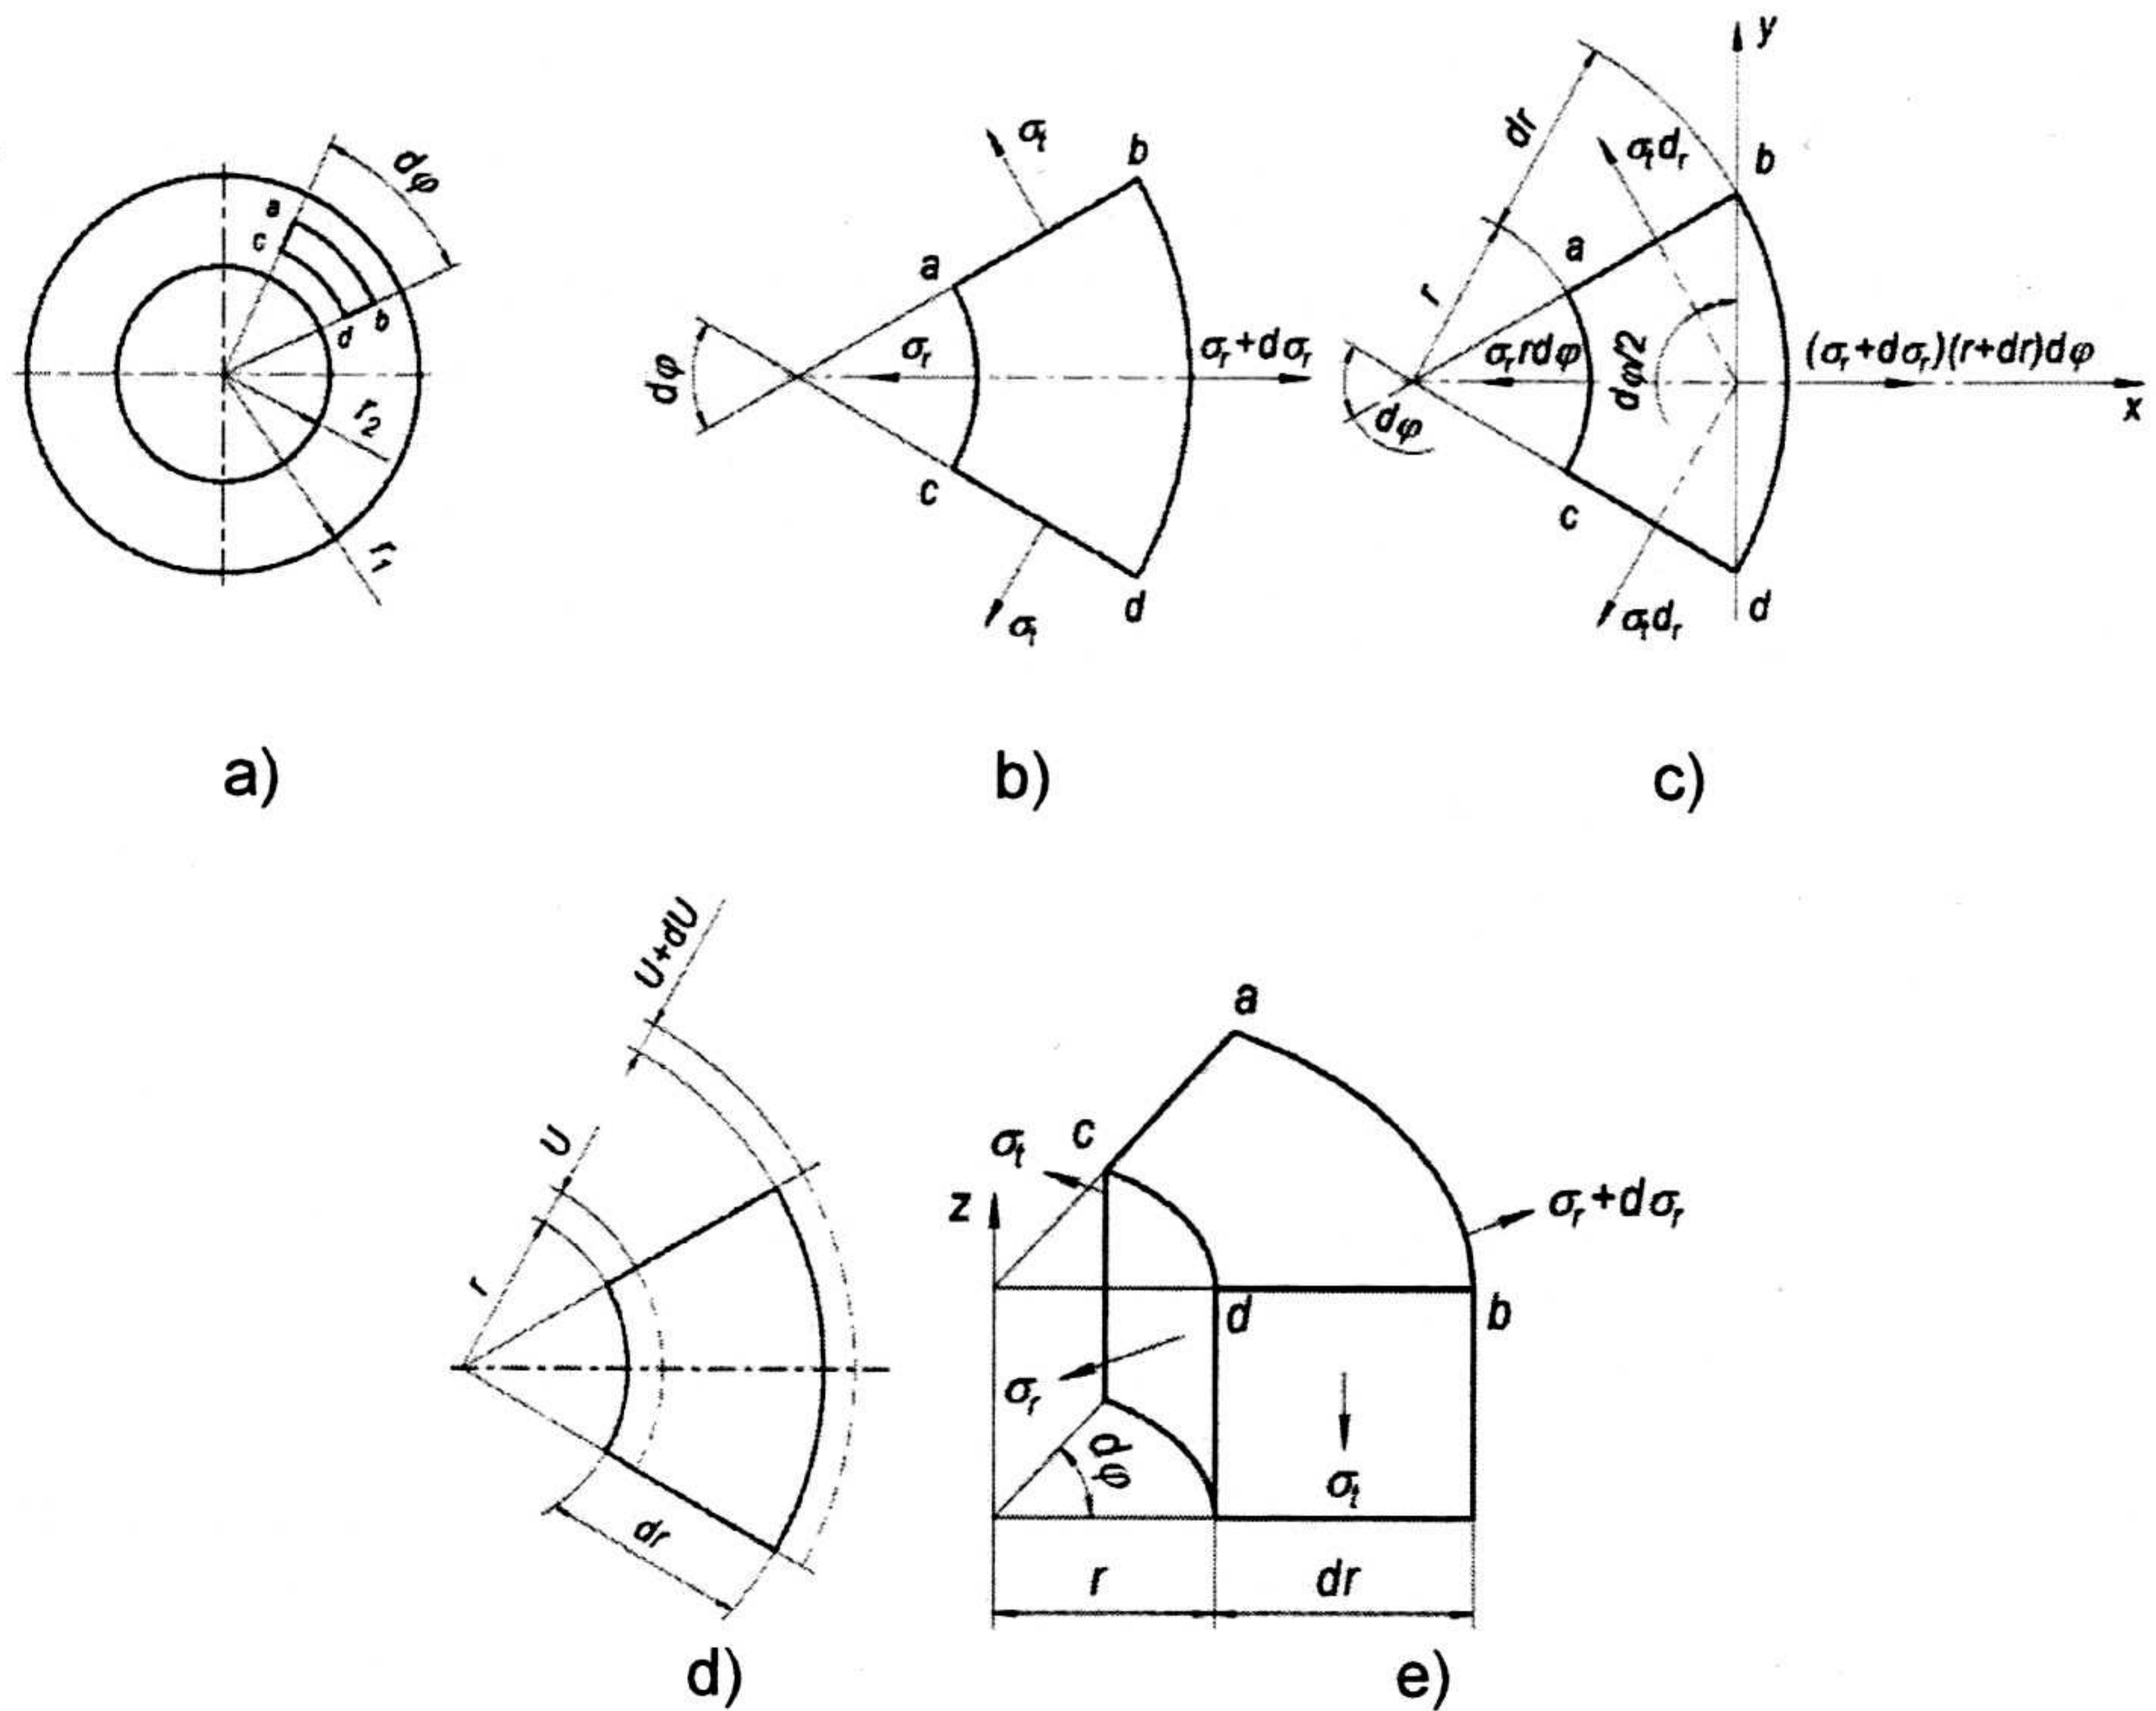 dφ
a
c
d
b
r₂
r₁
a)
σₜ
b
a
dφ
σᵣ
σᵣ+dσᵣ
c
d
σₜ
b)
y
dr
σₜdᵣ
b
a
r
dφ/2
σᵣrdφ
(σᵣ+dσᵣ)(r+dr)dφ
x
dφ
c
σₜdᵣ
d
c)
U+dU
U
r
dr
d)
a
c
σₜ
z
σᵣ+dσᵣ
d
b
σᵣ
dφ
σₜ
r
dr
e)